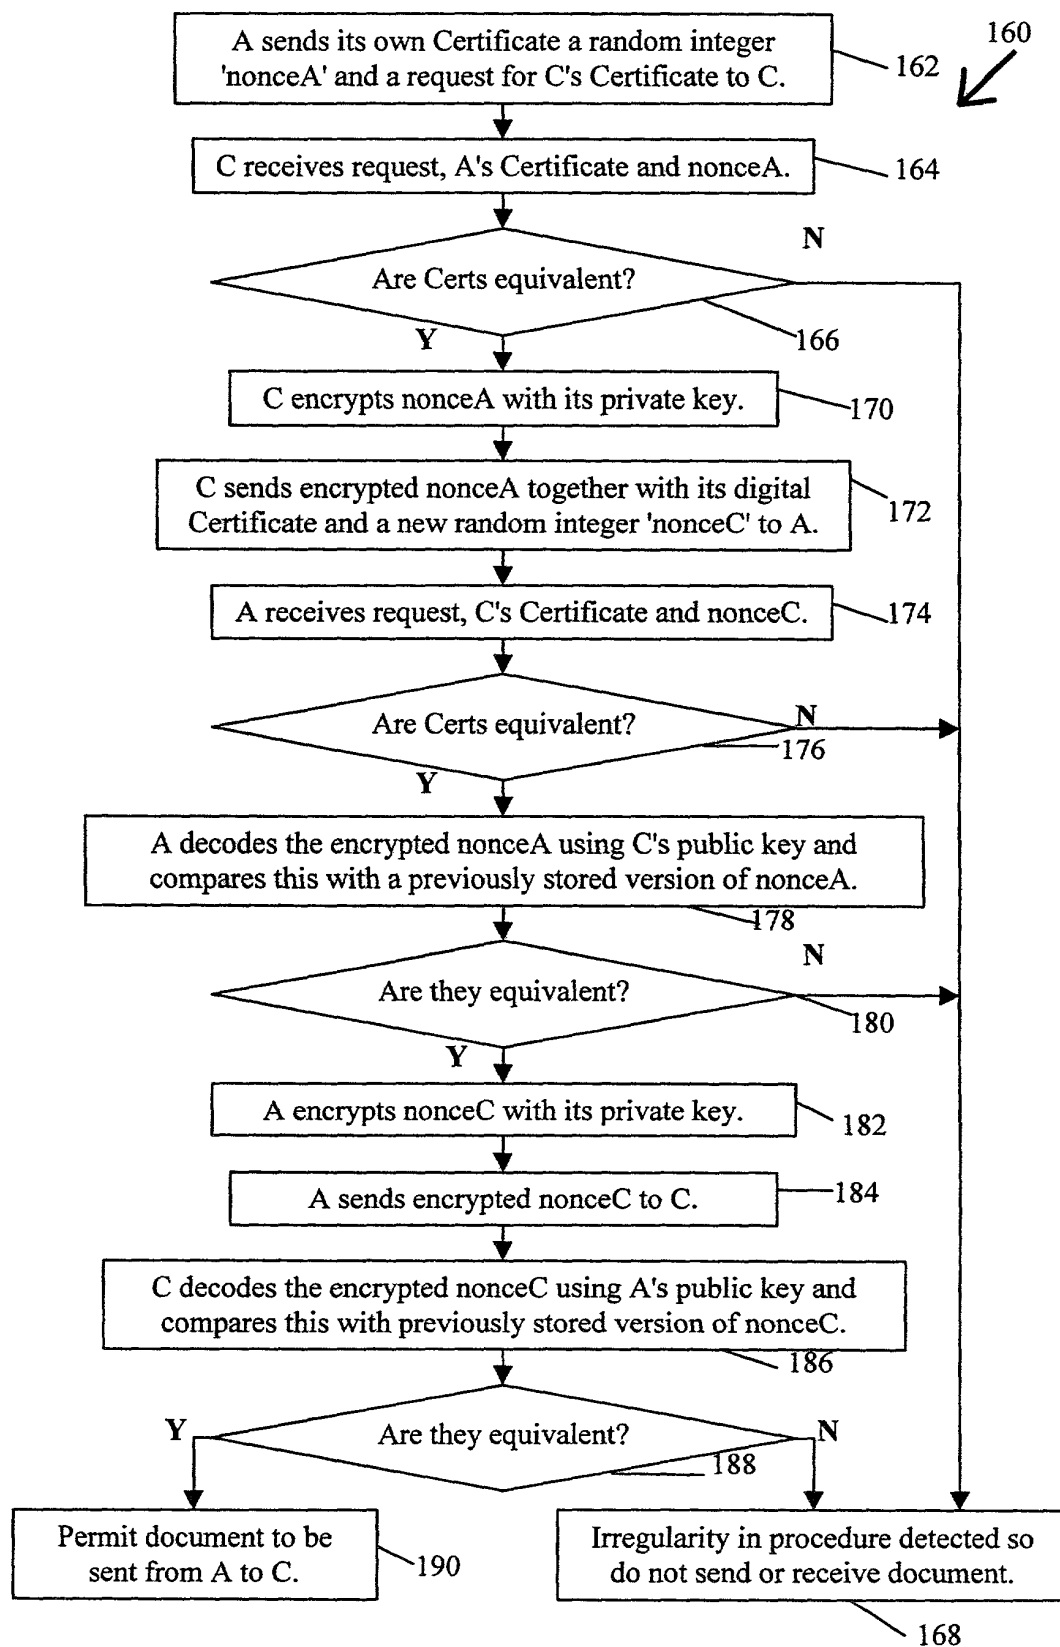 160
A sends its own Certificate a random integer
'nonceA' and a request for C's Certificate to C.
162
C receives request, A's Certificate and nonceA.
164
N
Are Certs equivalent?
166
Y
C encrypts nonceA with its private key.
170
C sends encrypted nonceA together with its digital
Certificate and a new random integer 'nonceC' to A.
172
A receives request, C's Certificate and nonceC.
174
Are Certs equivalent?
N
176
Y
A decodes the encrypted nonceA using C's public key and
compares this with a previously stored version of nonceA.
178
N
Are they equivalent?
180
Y
A encrypts nonceC with its private key.
182
A sends encrypted nonceC to C.
184
C decodes the encrypted nonceC using A's public key and
compares this with previously stored version of nonceC.
186
Y
Are they equivalent?
N
188
Permit document to be
sent from A to C.
190
Irregularity in procedure detected so
do not send or receive document.
168